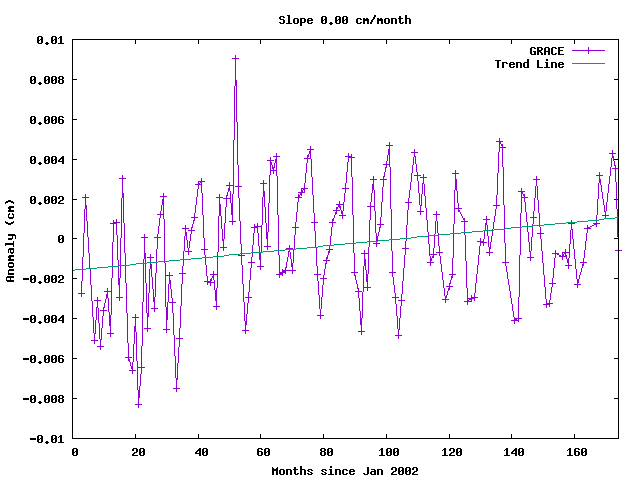 Slope 0.00 cm/month
0.01
GRACE
Trend Line
0.008
0.006
0.004
0.002
0
-0.002
-0.004
-0.006
-0.008
-0.01
Anomaly (cm)
0 20 40 60 80 100 120 140 160
Months since Jan 2002